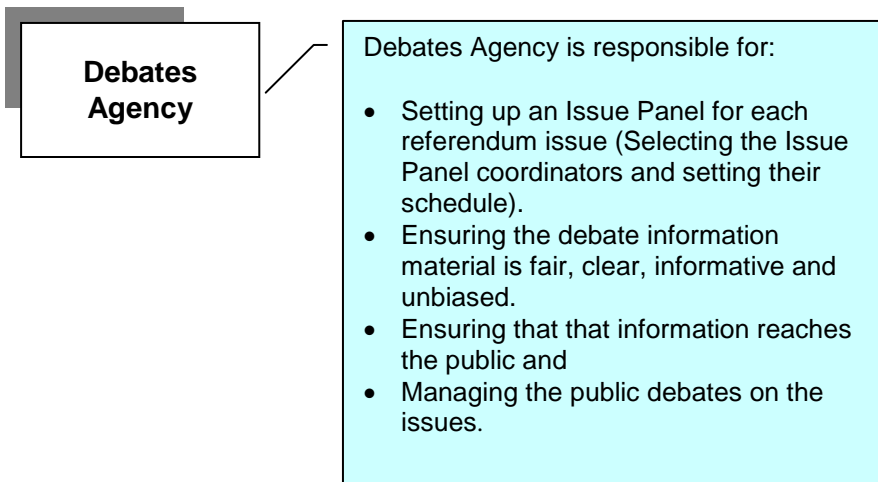 Debates
Agency
Debates Agency is responsible for:
• Setting up an Issue Panel for each
referendum issue (Selecting the Issue
Panel coordinators and setting their
schedule).
• Ensuring the debate information
material is fair, clear, informative and
unbiased.
• Ensuring that that information reaches
the public and
• Managing the public debates on the
issues.